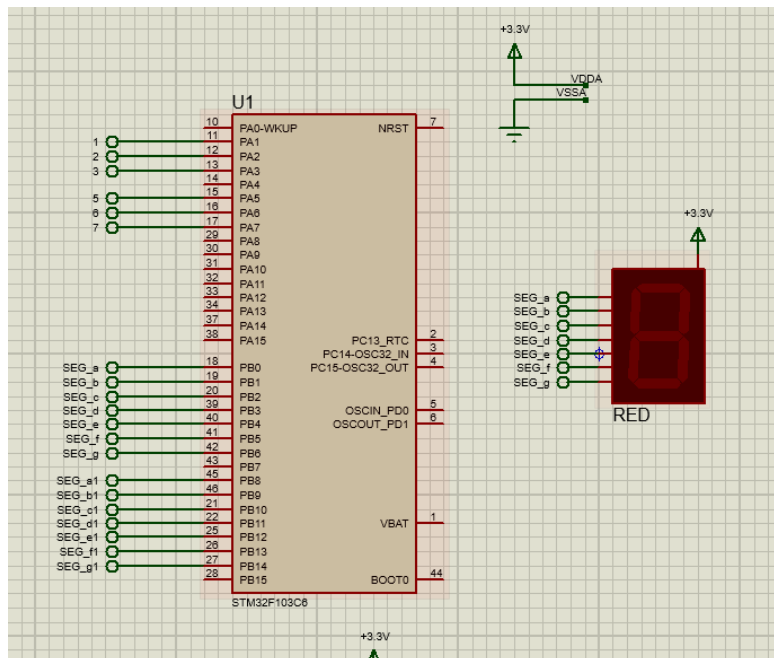 +3.3V
VDDA
VSSA
U1
10 PA0-WKUP NRST 7
1 11 PA1
2 12 PA2
3 13 PA3
14 PA4
5 15 PA5
6 16 PA6
7 17 PA7
29 PA8
30 PA9
31 PA10
32 PA11
33 PA12
34 PA13
37 PA14
38 PA15
PC13_RTC 2
PC14-OSC32_IN 3
PC15-OSC32_OUT 4
SEG_a 18 PB0
SEG_b 19 PB1
SEG_c 20 PB2
SEG_d 39 PB3
SEG_e 40 PB4
SEG_f 41 PB5
SEG_g 42 PB6
43 PB7
OSCIN_PD0 5
OSCOUT_PD1 6
SEG_a1 45 PB8
SEG_b1 46 PB9
SEG_c1 21 PB10
SEG_d1 22 PB11
SEG_e1 25 PB12
SEG_f1 26 PB13
SEG_g1 27 PB14
28 PB15
VBAT 1
BOOT0 44
STM32F103C6
+3.3V
SEG_a
SEG_b
SEG_c
SEG_d
SEG_e
SEG_f
SEG_g
RED
+3.3V